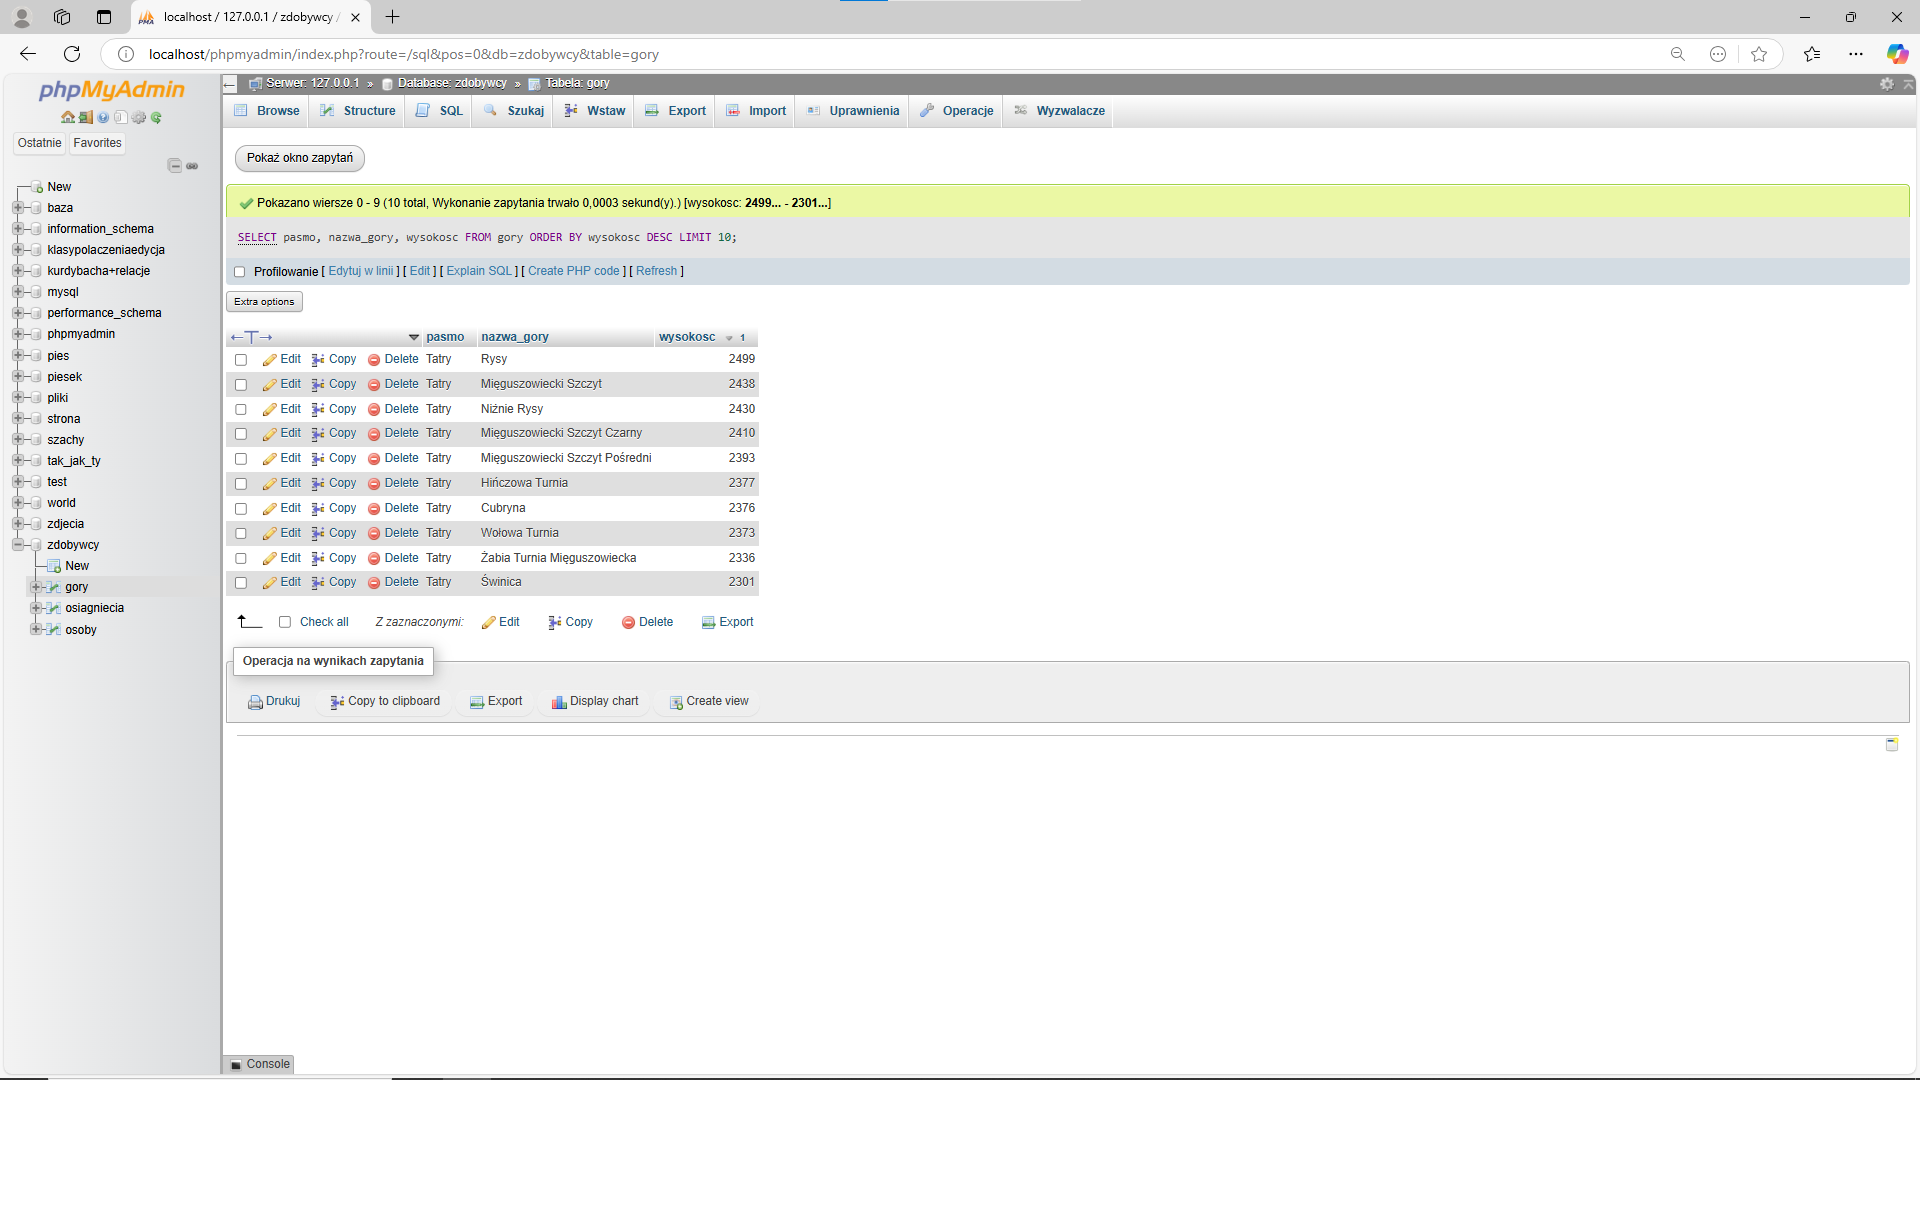 localhost / 127.0.0.1 / zdobywcy /
localhost/phpmyadmin/index.php?route=/sql&pos=0&db=zdobywcy&table=gory
phpMyAdmin
Ostatnie Favorites
New
baza
information_schema
klasypolaczeniaedycja
kurdybacha+relacje
mysql
performance_schema
phpmyadmin
pies
piesek
pliki
strona
szachy
tak_jak_ty
test
world
zdjecia
zdobywcy
New
gory
osiagniecia
osoby
Serwer: 127.0.0.1 » Database: zdobywcy » Tabela: gory
Browse Structure SQL Szukaj Wstaw Export Import Uprawnienia Operacje Wyzwalacze
Pokaż okno zapytań
Pokazano wiersze 0 - 9 (10 total, Wykonanie zapytania trwało 0,0003 sekund(y).) [wysokosc: 2499... - 2301...]
SELECT pasmo, nazwa_gory, wysokosc FROM gory ORDER BY wysokosc DESC LIMIT 10;
Profilowanie [ Edytuj w linii ] [ Edit ] [ Explain SQL ] [ Create PHP code ] [ Refresh ]
Extra options
←T→ pasmo nazwa_gory wysokosc 1
Edit Copy Delete Tatry Rysy 2499
Edit Copy Delete Tatry Mięguszowiecki Szczyt 2438
Edit Copy Delete Tatry Niżnie Rysy 2430
Edit Copy Delete Tatry Mięguszowiecki Szczyt Czarny 2410
Edit Copy Delete Tatry Mięguszowiecki Szczyt Pośredni 2393
Edit Copy Delete Tatry Hińczowa Turnia 2377
Edit Copy Delete Tatry Cubryna 2376
Edit Copy Delete Tatry Wołowa Turnia 2373
Edit Copy Delete Tatry Żabia Turnia Mięguszowiecka 2336
Edit Copy Delete Tatry Świnica 2301
Check all Z zaznaczonymi: Edit Copy Delete Export
Operacja na wynikach zapytania
Drukuj Copy to clipboard Export Display chart Create view
Console